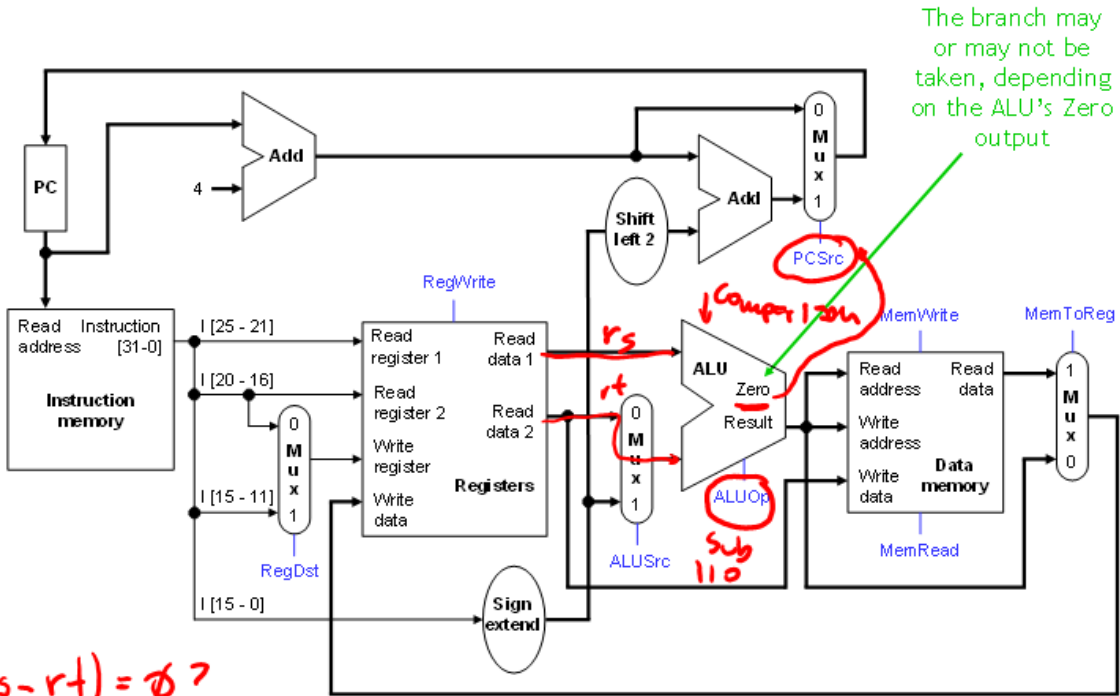 The branch may
or may not be
taken, depending
on the ALU's Zero
output
PC
4
Add
Shift
left 2
Add
0
M
u
x
1
PCSrc
Read
address
Instruction
[31-0]
Instruction
memory
I [25 - 21]
I [20 - 16]
I [15 - 11]
I [15 - 0]
0
M
u
x
1
RegDst
RegWrite
Read
register 1
Read
register 2
Write
register
Write
data
Read
data 1
Read
data 2
Registers
Sign
extend
rs
rt
0
M
u
x
1
ALUSrc
ALU
Zero
Result
ALUOp
sub
110
MemWrite
Read
address
Write
address
Write
data
Read
data
Data
memory
MemRead
MemToReg
1
M
u
x
0
s-rt) = 0 ?